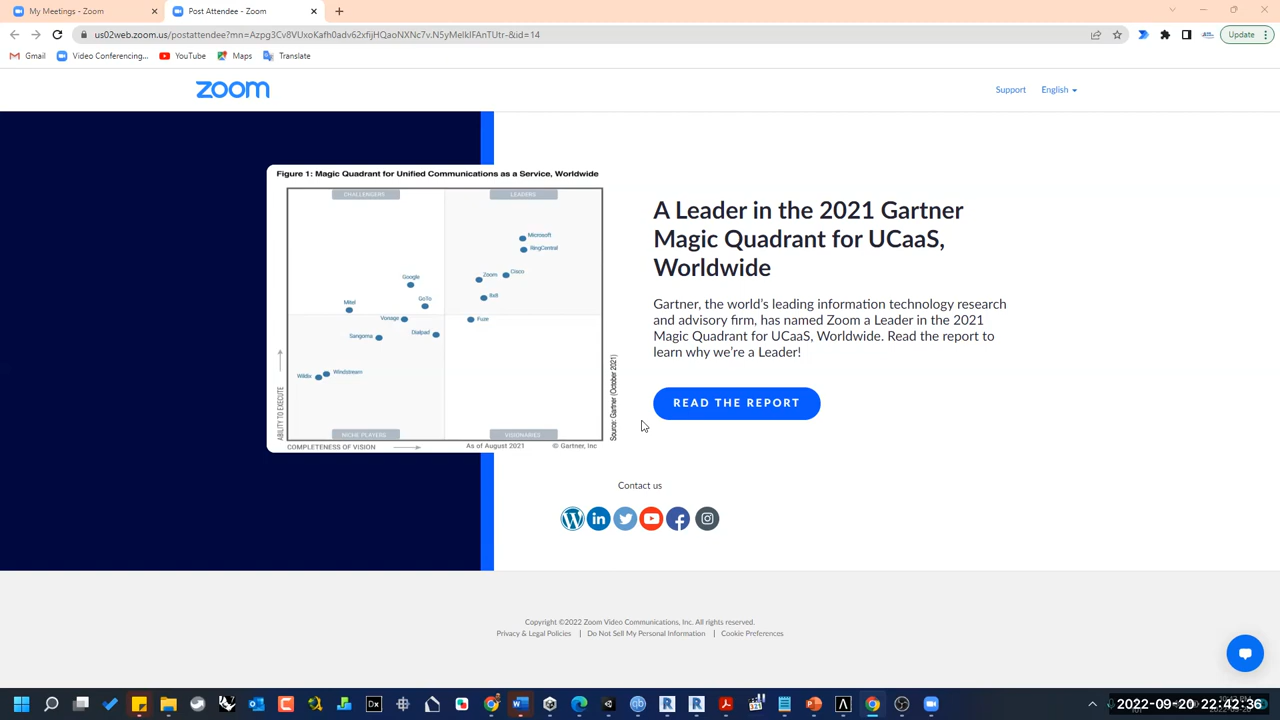 My Meetings - Zoom
Post Attendee - Zoom
us02web.zoom.us/postattendee?mn=Azpg3Cv8VUxoKafh0adv62xfijHQaoNXNc7v.N5yMelkIFAnTUtr-&id=14
Update
Gmail
Video Conferencing...
YouTube
Maps
Translate
zoom
Support
English
Figure 1: Magic Quadrant for Unified Communications as a Service, Worldwide
CHALLENGERS
LEADERS
Microsoft
RingCentral
Google
Zoom
Cisco
8x8
Mitel
GoTo
Vonage
Fuze
Sangoma
Dialpad
Wildix
Windstream
ABILITY TO EXECUTE
Source: Gartner (October 2021)
NICHE PLAYERS
VISIONARIES
COMPLETENESS OF VISION
As of August 2021
© Gartner, Inc
A Leader in the 2021 Gartner
Magic Quadrant for UCaaS,
Worldwide
Gartner, the world's leading information technology research
and advisory firm, has named Zoom a Leader in the 2021
Magic Quadrant for UCaaS, Worldwide. Read the report to
learn why we're a Leader!
READ THE REPORT
Contact us
Copyright ©2022 Zoom Video Communications, Inc. All rights reserved.
Privacy & Legal Policies | Do Not Sell My Personal Information | Cookie Preferences
2022-09-20 22:42:36